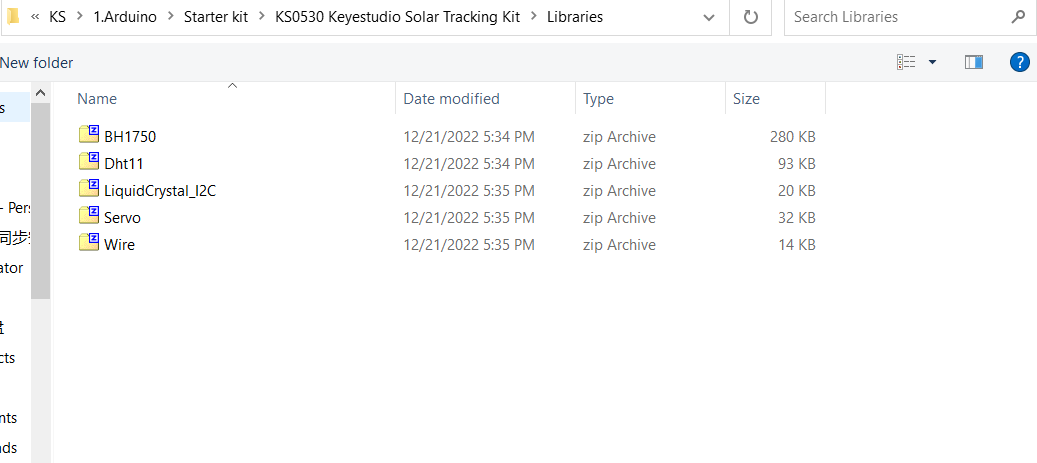 « KS > 1.Arduino > Starter kit > KS0530 Keyestudio Solar Tracking Kit > Libraries
Search Libraries
New folder
?
Name Date modified Type Size
BH1750 12/21/2022 5:34 PM zip Archive 280 KB
Dht11 12/21/2022 5:34 PM zip Archive 93 KB
LiquidCrystal_I2C 12/21/2022 5:35 PM zip Archive 20 KB
Servo 12/21/2022 5:35 PM zip Archive 32 KB
Wire 12/21/2022 5:35 PM zip Archive 14 KB
s
- Pers
同步
ator
cts
nts
ds